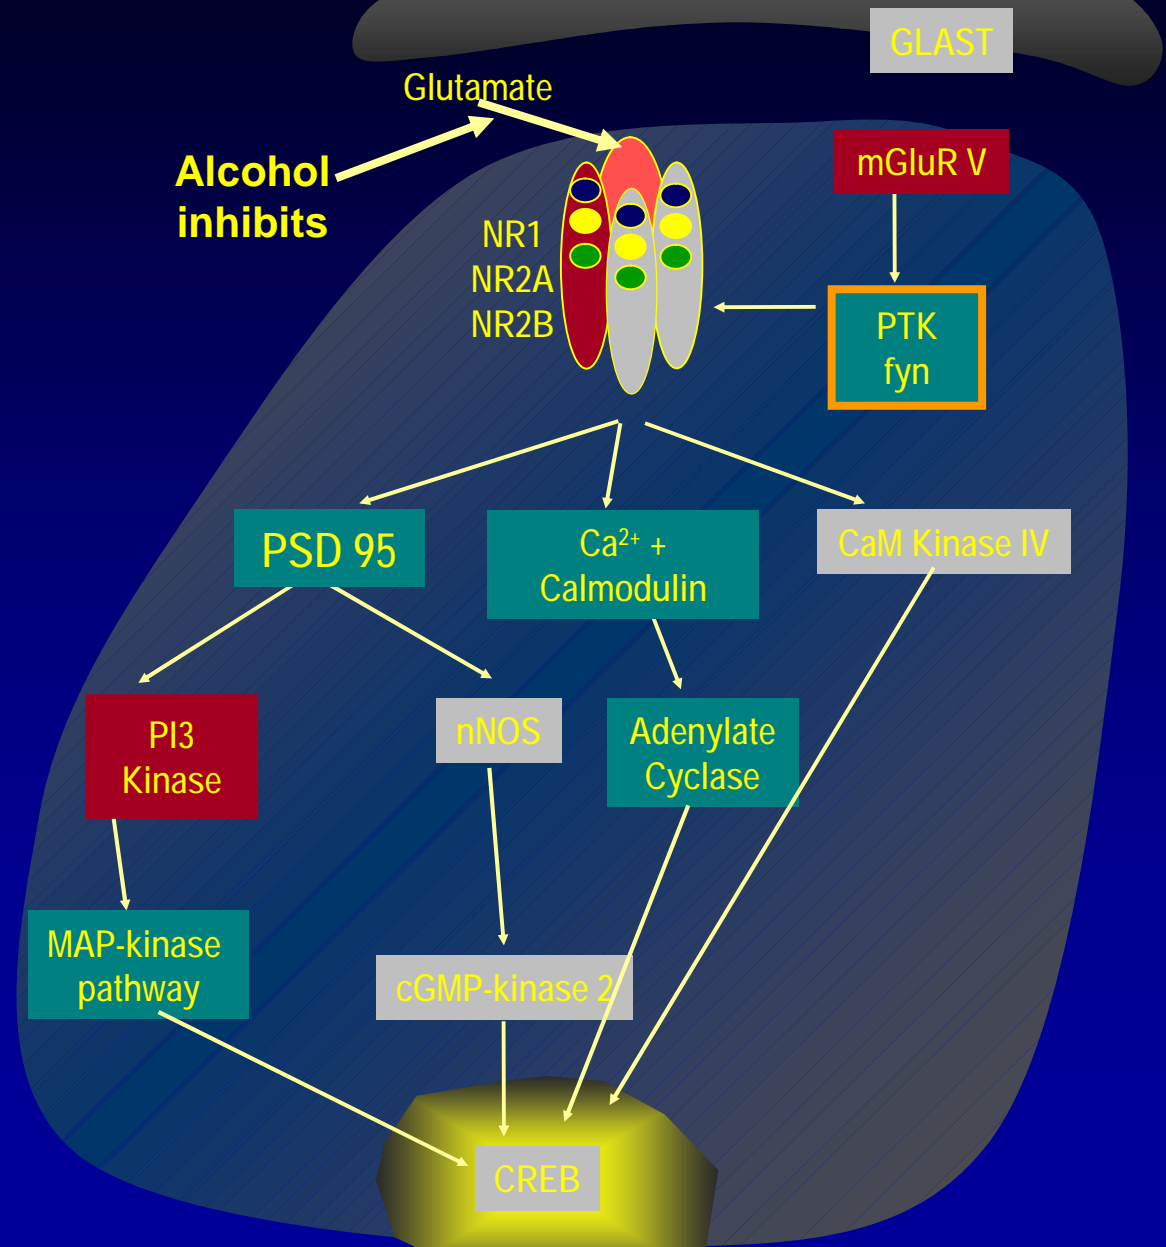 GLAST
Glutamate
Alcohol
inhibits
mGluR V
NR1
NR2A
NR2B
PTK
fyn
PSD 95
Ca²⁺ +
Calmodulin
CaM Kinase IV
PI3
Kinase
nNOS
Adenylate
Cyclase
MAP-kinase
pathway
cGMP-kinase 2
CREB